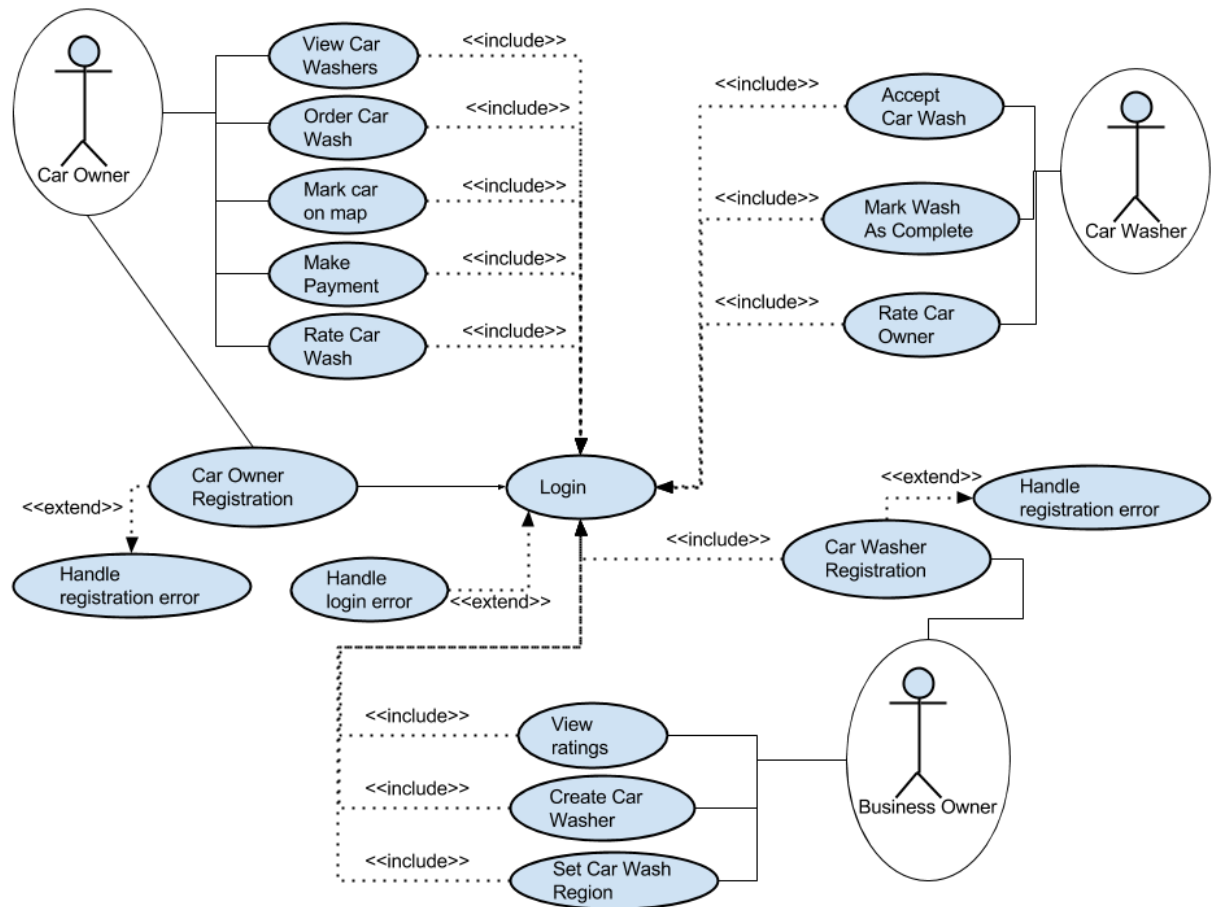 View Car
Washers
<<include>>
Order Car
Wash
<<include>>
Mark car
on map
<<include>>
Make
Payment
<<include>>
Rate Car
Wash
<<include>>
Car Owner
<<include>>
Accept
Car Wash
<<include>>
Mark Wash
As Complete
<<include>>
Rate Car
Owner
Car Washer
Car Owner
Registration
<<extend>>
Handle
registration error
Login
Handle
login error
<<extend>>
<<include>>
Car Washer
Registration
<<extend>>
Handle
registration error
<<include>>
View
ratings
<<include>>
Create Car
Washer
<<include>>
Set Car Wash
Region
Business Owner